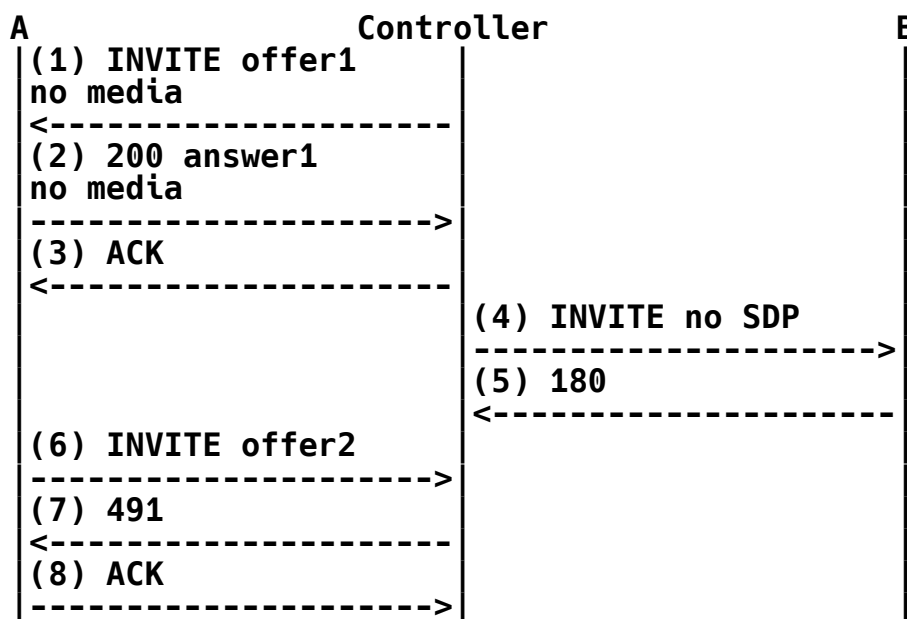 A Controller B
(1) INVITE offer1
no media
<----------------------
(2) 200 answer1
no media
--------------------->
(3) ACK
<----------------------
(4) INVITE no SDP
--------------------->
(5) 180
<----------------------
(6) INVITE offer2
--------------------->
(7) 491
<----------------------
(8) ACK
--------------------->